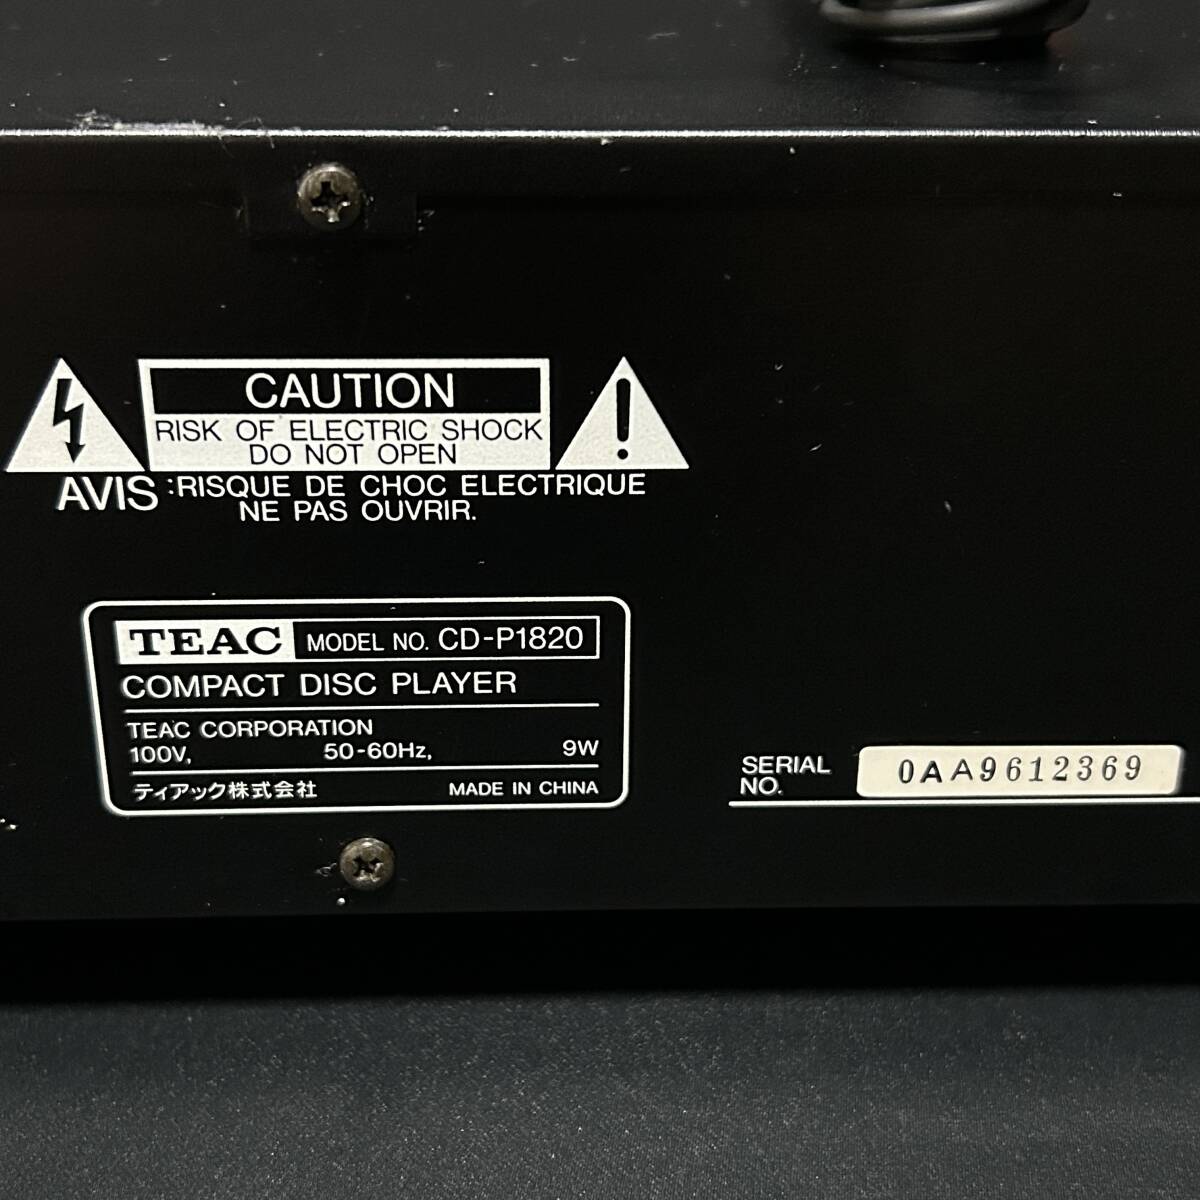 CAUTION
RISK OF ELECTRIC SHOCK
DO NOT OPEN
AVIS :RISQUE DE CHOC ELECTRIQUE
NE PAS OUVRIR.
TEAC MODEL NO. CD-P1820
COMPACT DISC PLAYER
TEAC CORPORATION
100V, 50-60Hz, 9W
ティアック株式会社 MADE IN CHINA
SERIAL NO. 0AA9612369